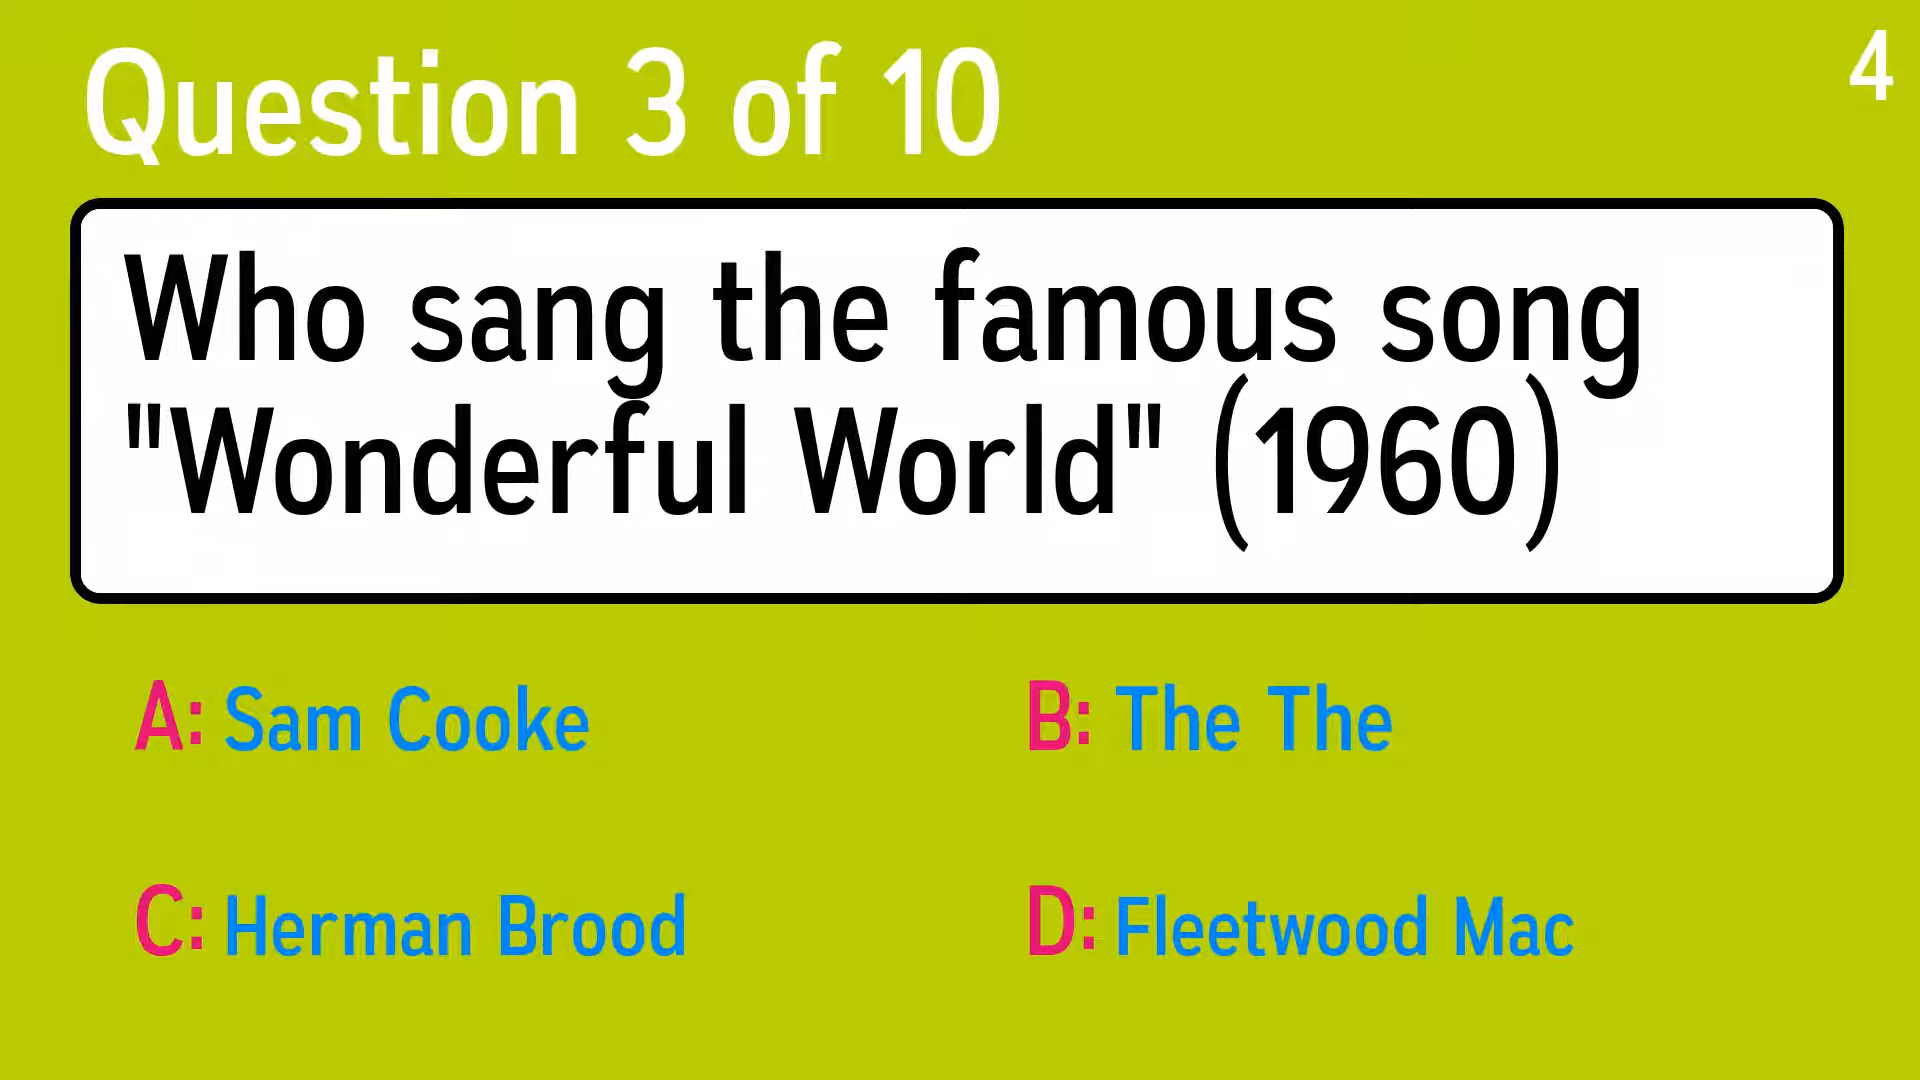 Question 3 of 10
4
Who sang the famous song
"Wonderful World" (1960)
A: Sam Cooke
B: The The
C: Herman Brood
D: Fleetwood Mac